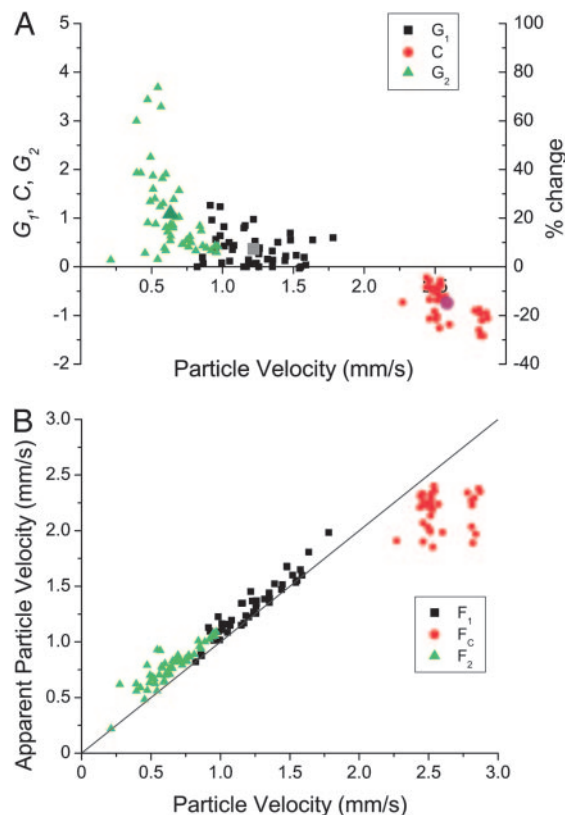 A
G1
C
G2
5
4
3
2
1
0
-1
-2
G1, C, G2
100
80
60
40
20
0
-20
-40
% change
0.5
1.0
1.5
2.0
2.5
Particle Velocity (mm/s)
B
3.0
2.5
2.0
1.5
1.0
0.5
0
Apparent Particle Velocity (mm/s)
F1
FC
F2
0
0.5
1.0
1.5
2.0
2.5
3.0
Particle Velocity (mm/s)